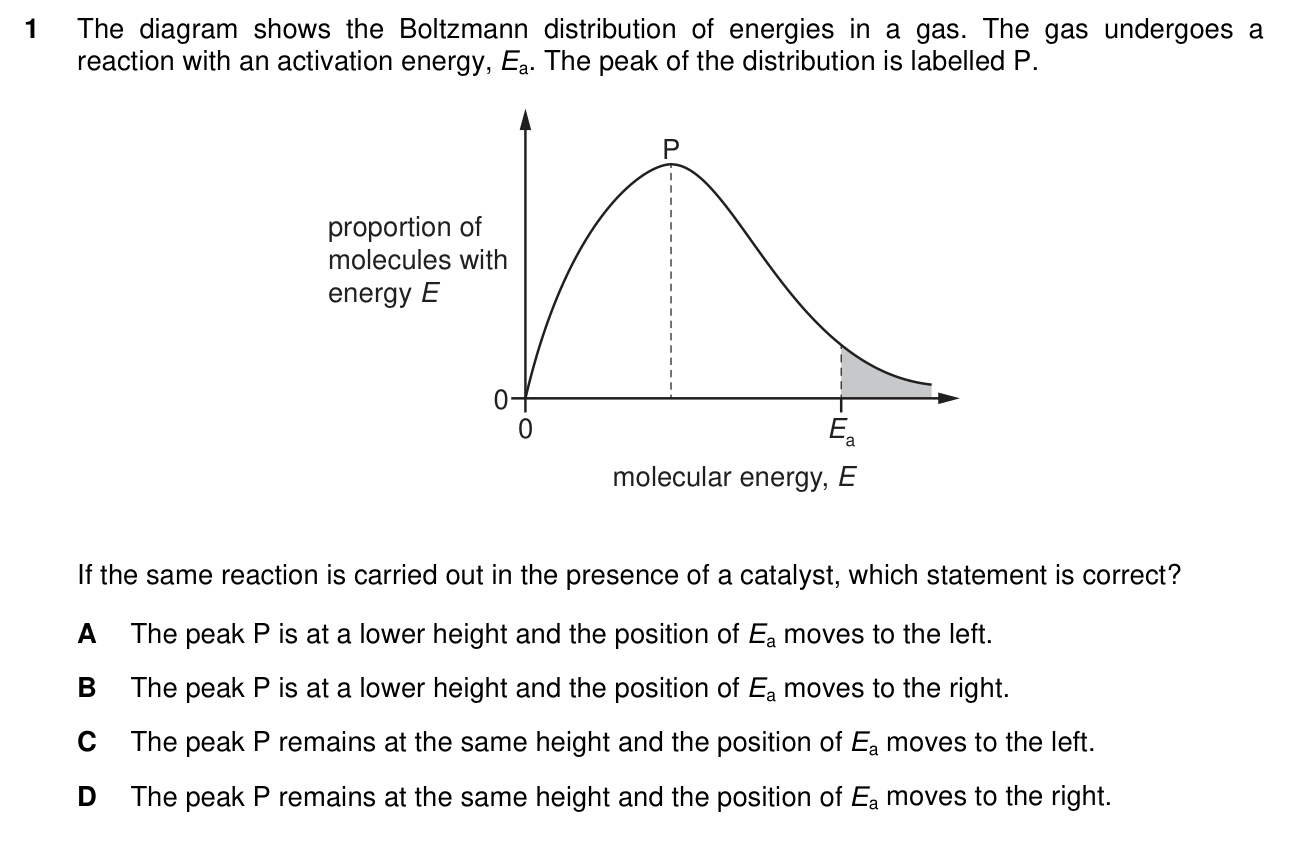 1 The diagram shows the Boltzmann distribution of energies in a gas. The gas undergoes a
reaction with an activation energy, Eₐ. The peak of the distribution is labelled P.
P
proportion of
molecules with
energy E
0
0
Eₐ
molecular energy, E
If the same reaction is carried out in the presence of a catalyst, which statement is correct?
A The peak P is at a lower height and the position of Eₐ moves to the left.
B The peak P is at a lower height and the position of Eₐ moves to the right.
C The peak P remains at the same height and the position of Eₐ moves to the left.
D The peak P remains at the same height and the position of Eₐ moves to the right.